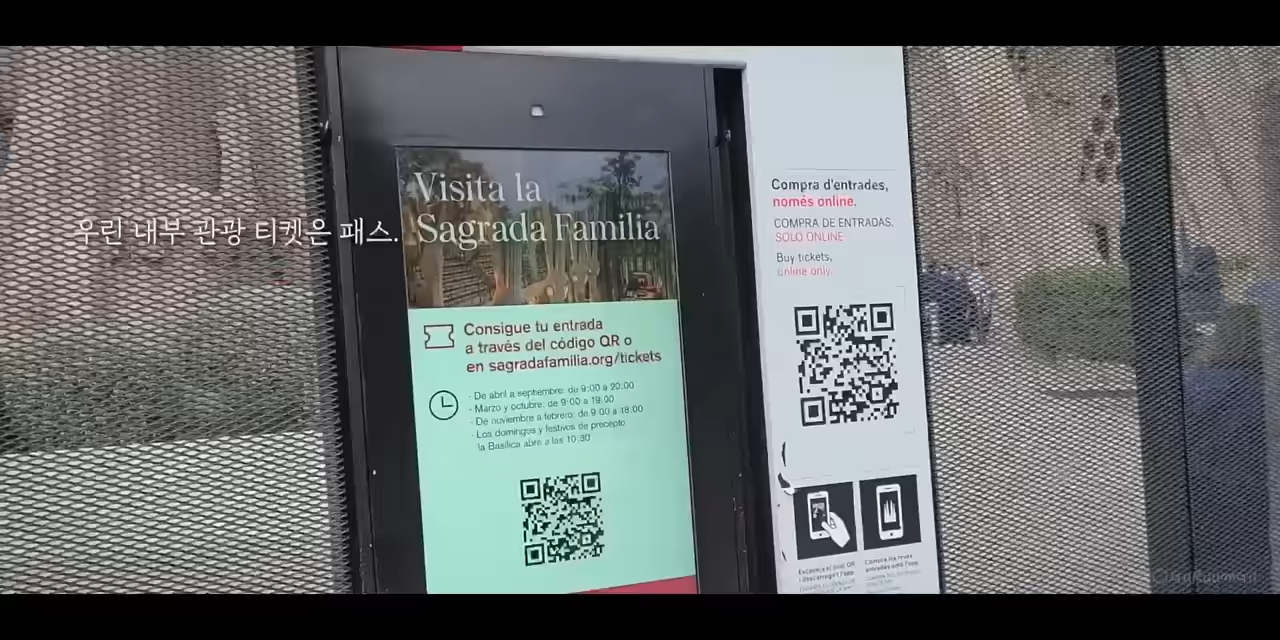 우린 내부 관광 티켓은 패스.
Visita la
Sagrada Familia
Consigue tu entrada
a través del código QR o
en sagradafamilia.org/tickets
- De abril a septiembre: de 9:00 a 20:00
- Marzo y octubre: de 9:00 a 19:00
- De noviembre a febrero: de 9:00 a 18:00
- Los domingos y festivos de precepto
la Basílica abre a las 10:30
Compra d'entrades,
només online.
COMPRA DE ENTRADAS,
SOLO ONLINE
Buy tickets,
online only.